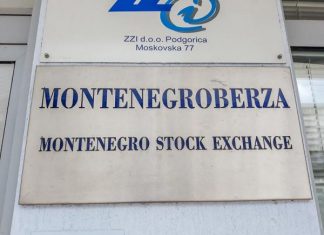 ZZI d.o.o. Podgorica
Moskovska 77
MONTENEGROBERZA
MONTENEGRO STOCK EXCHANGE